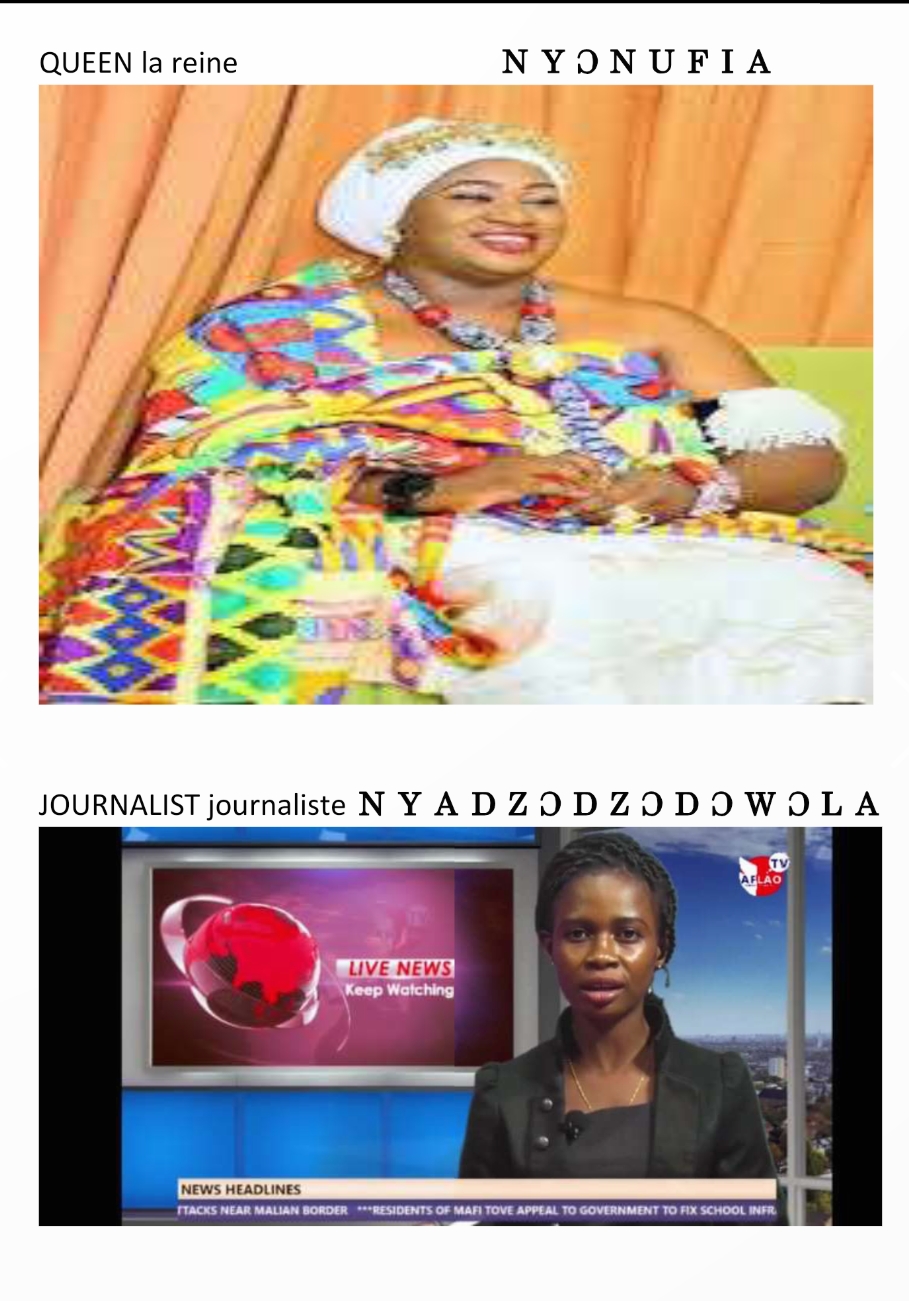 QUEEN la reine NYƆNUFIA
JOURNALIST journaliste NYADZƆDZƆDƆWƆLA
TV
AFLAO
LIVE NEWS
Keep Watching
NEWS HEADLINES
TTACKS NEAR MALIAN BORDER ***RESIDENTS OF MAFI TOVE APPEAL TO GOVERNMENT TO FIX SCHOOL INFR